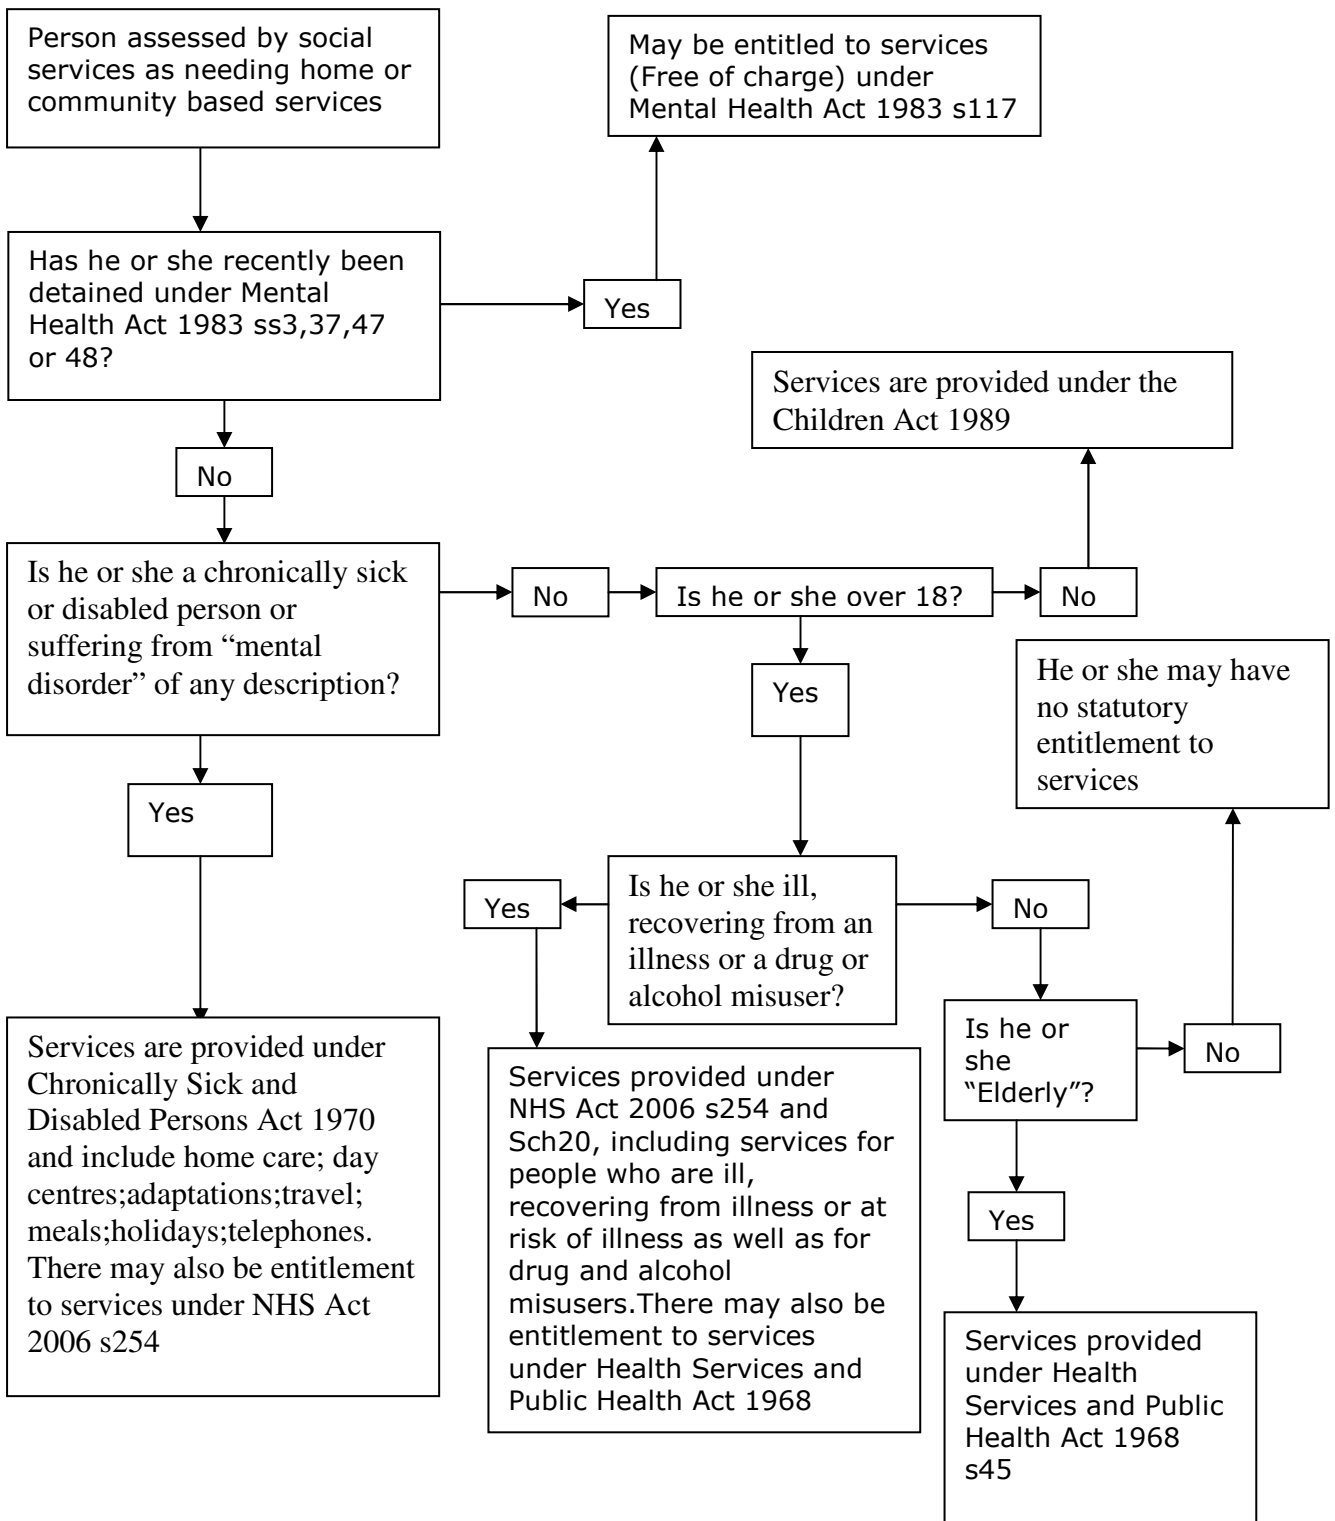 Person assessed by social
services as needing home or
community based services
May be entitled to services
(Free of charge) under
Mental Health Act 1983 s117
Has he or she recently been
detained under Mental
Health Act 1983 ss3,37,47
or 48?
Yes
Services are provided under the
Children Act 1989
No
Is he or she a chronically sick
or disabled person or
suffering from “mental
disorder” of any description?
No
Is he or she over 18?
No
Yes
He or she may have
no statutory
entitlement to
services
Yes
Is he or she ill,
recovering from an
illness or a drug or
alcohol misuser?
Yes
No
Is he or
she
“Elderly”?
No
Services are provided under
Chronically Sick and
Disabled Persons Act 1970
and include home care; day
centres;adaptations;travel;
meals;holidays;telephones.
There may also be entitlement
to services under NHS Act
2006 s254
Services provided under
NHS Act 2006 s254 and
Sch20, including services for
people who are ill,
recovering from illness or at
risk of illness as well as for
drug and alcohol
misusers.There may also be
entitlement to services
under Health Services and
Public Health Act 1968
Yes
Services provided
under Health
Services and Public
Health Act 1968
s45